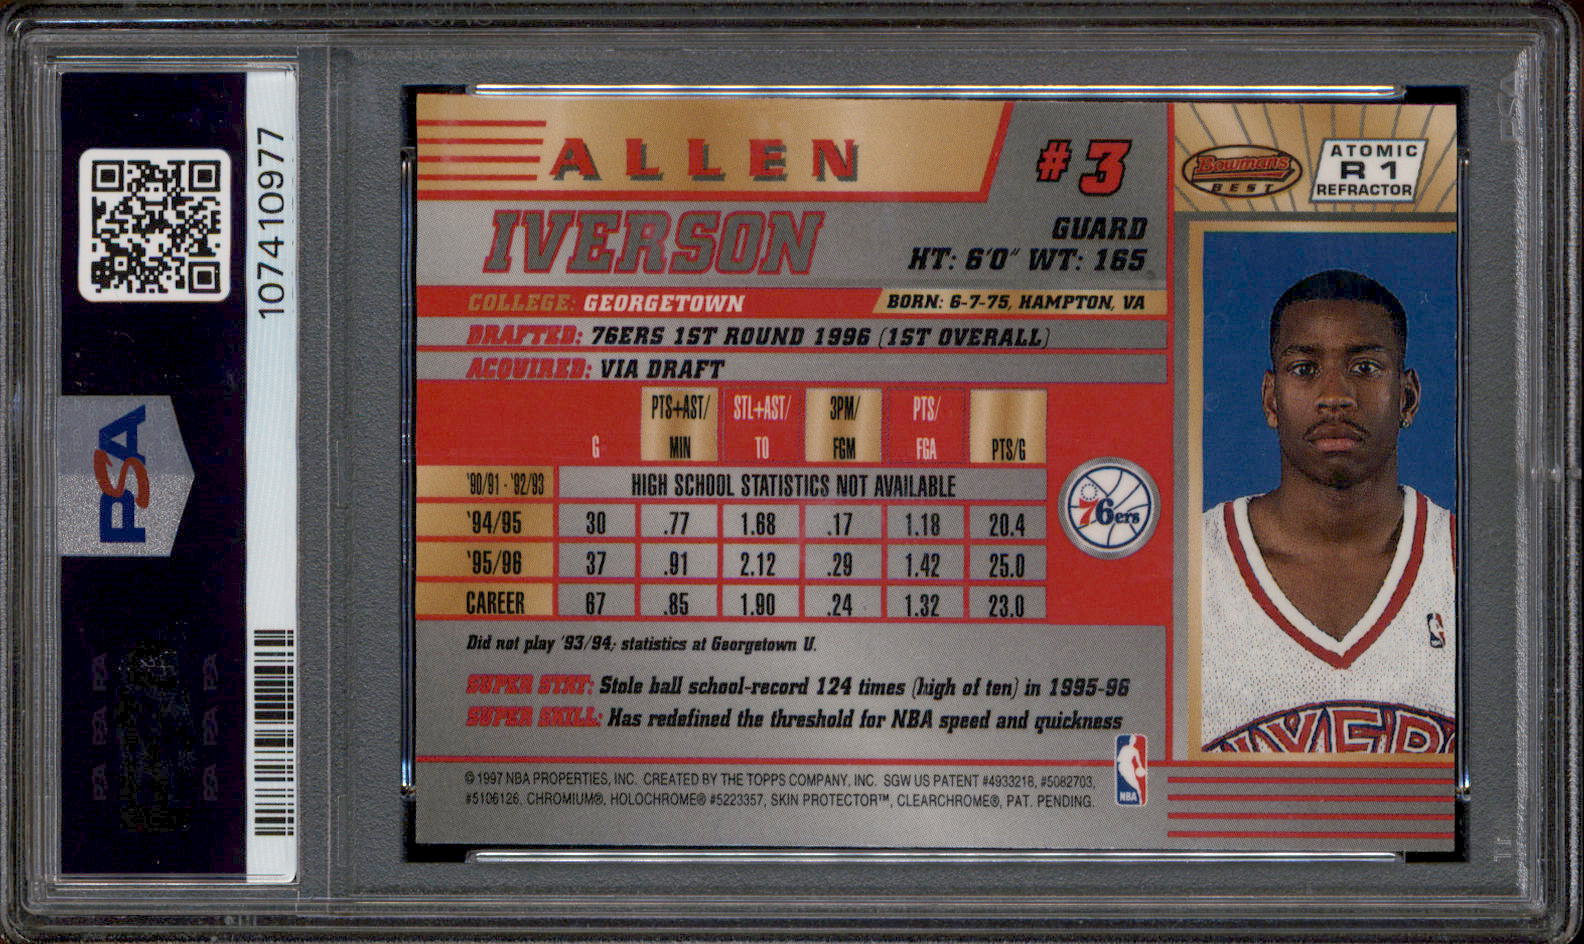 107410977
PSA
ALLEN
#3
IVERSON
GUARD
HT: 6'0" WT: 165
COLLEGE: GEORGETOWN
BORN: 6-7-75, HAMPTON, VA
DRAFTED: 76ERS 1ST ROUND 1996 (1ST OVERALL)
ACQUIRED: VIA DRAFT
G PTS+AST/MIN STL+AST/TO 3PM/FGM PTS/FGA PTS/G
'90/91 - '92/93 HIGH SCHOOL STATISTICS NOT AVAILABLE
'94/95 30 .77 1.68 .17 1.18 20.4
'95/96 37 .91 2.12 .29 1.42 25.0
CAREER 67 .85 1.90 .24 1.32 23.0
76ers
Did not play '93/94; statistics at Georgetown U.
SUPER STAT: Stole ball school-record 124 times (high of ten) in 1995-96
SUPER SKILL: Has redefined the threshold for NBA speed and quickness
© 1997 NBA PROPERTIES, INC. CREATED BY THE TOPPS COMPANY, INC. SGW US PATENT #4933218, #5082703,
#5106126, CHROMIUM®, HOLOCHROME® #5223357, SKIN PROTECTOR™, CLEARCHROME®, PAT. PENDING.
NBA
Bowman's
BEST
ATOMIC
R 1
REFRACTOR